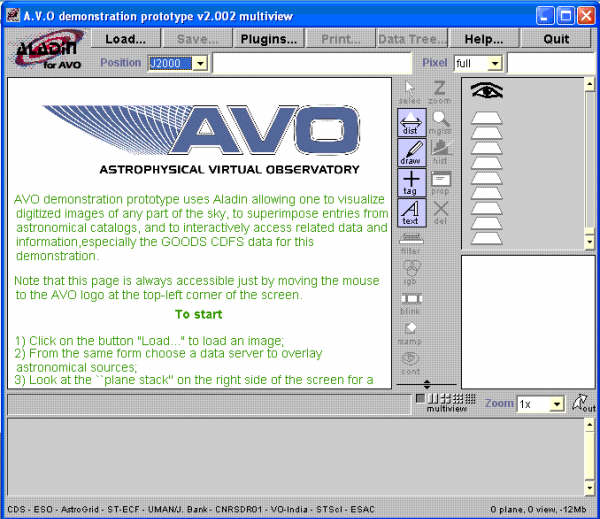 A.V.O demonstration prototype v2.002 multiview
Load... Save... Plugins... Print... Data Tree... Help... Quit
ALADIN
for AVO
Position J2000 Pixel full
AVO
ASTROPHYSICAL VIRTUAL OBSERVATORY
AVO demonstration prototype uses Aladin allowing one to visualize
digitized images of any part of the sky, to superimpose entries from
astronomical catalogs, and to interactively access related data and
information,especially the GOODS CDFS data for this
demonstration.
Note that this page is always accessible just by moving the mouse
to the AVO logo at the top-left corner of the screen.
To start
1) Click on the button "Load..." to load an image;
2) From the same form choose a data server to overlay
astronomical sources;
3) Look at the ``plane stack'' on the right side of the screen for a
selec zoom
dist mglss
draw hist
tag prop
text del
filter
rgb
blink
xmap
cont
multiview Zoom 1x out
CDS - ESO - AstroGrid - ST-ECF - UMAN/J. Bank - CNRSDR01 - VO-India - STScI - ESAC
0 plane, 0 view, -12Mb